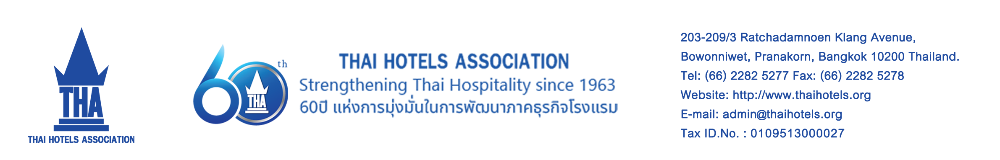 THA
THAI HOTELS ASSOCIATION
60th
THA
THAI HOTELS ASSOCIATION
Strengthening Thai Hospitality since 1963
60ปี แห่งการมุ่งมั่นในการพัฒนาภาคธุรกิจโรงแรม
203-209/3 Ratchadamnoen Klang Avenue,
Bowonniwet, Pranakorn, Bangkok 10200 Thailand.
Tel: (66) 2282 5277 Fax: (66) 2282 5278
Website: http://www.thaihotels.org
E-mail: admin@thaihotels.org
Tax ID.No. : 0109513000027